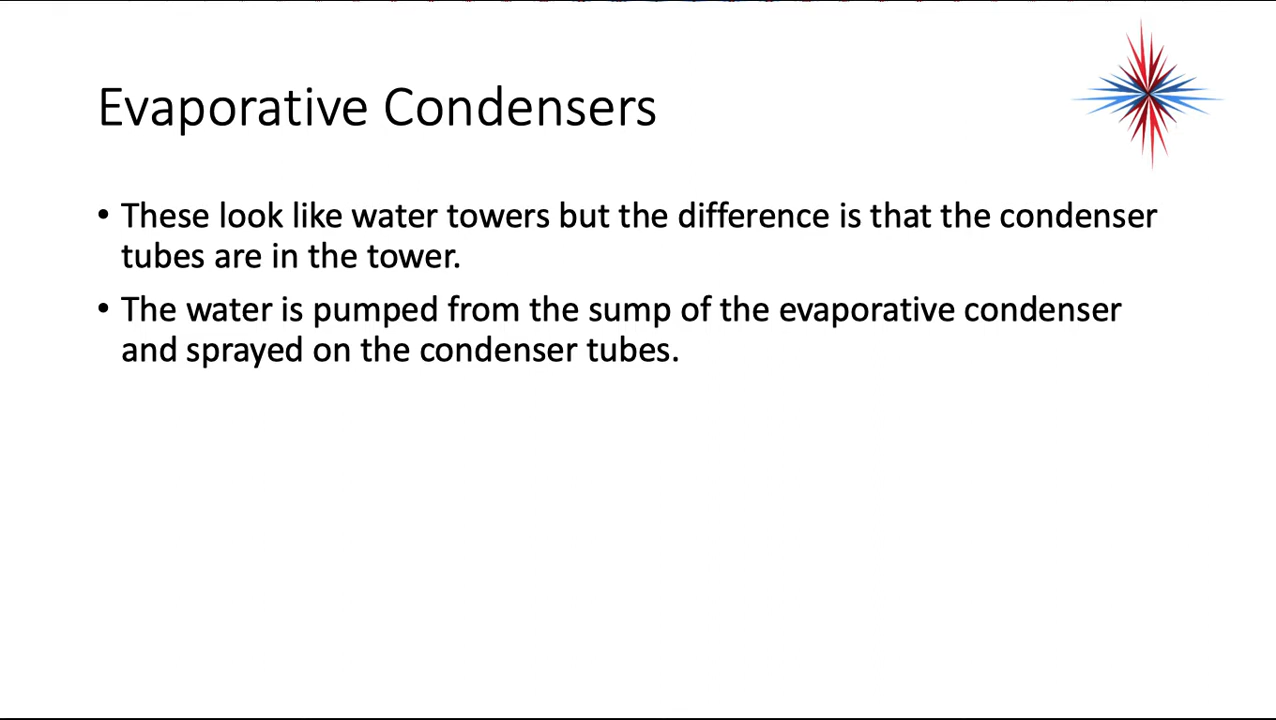 Evaporative Condensers
• These look like water towers but the difference is that the condenser
tubes are in the tower.
• The water is pumped from the sump of the evaporative condenser
and sprayed on the condenser tubes.